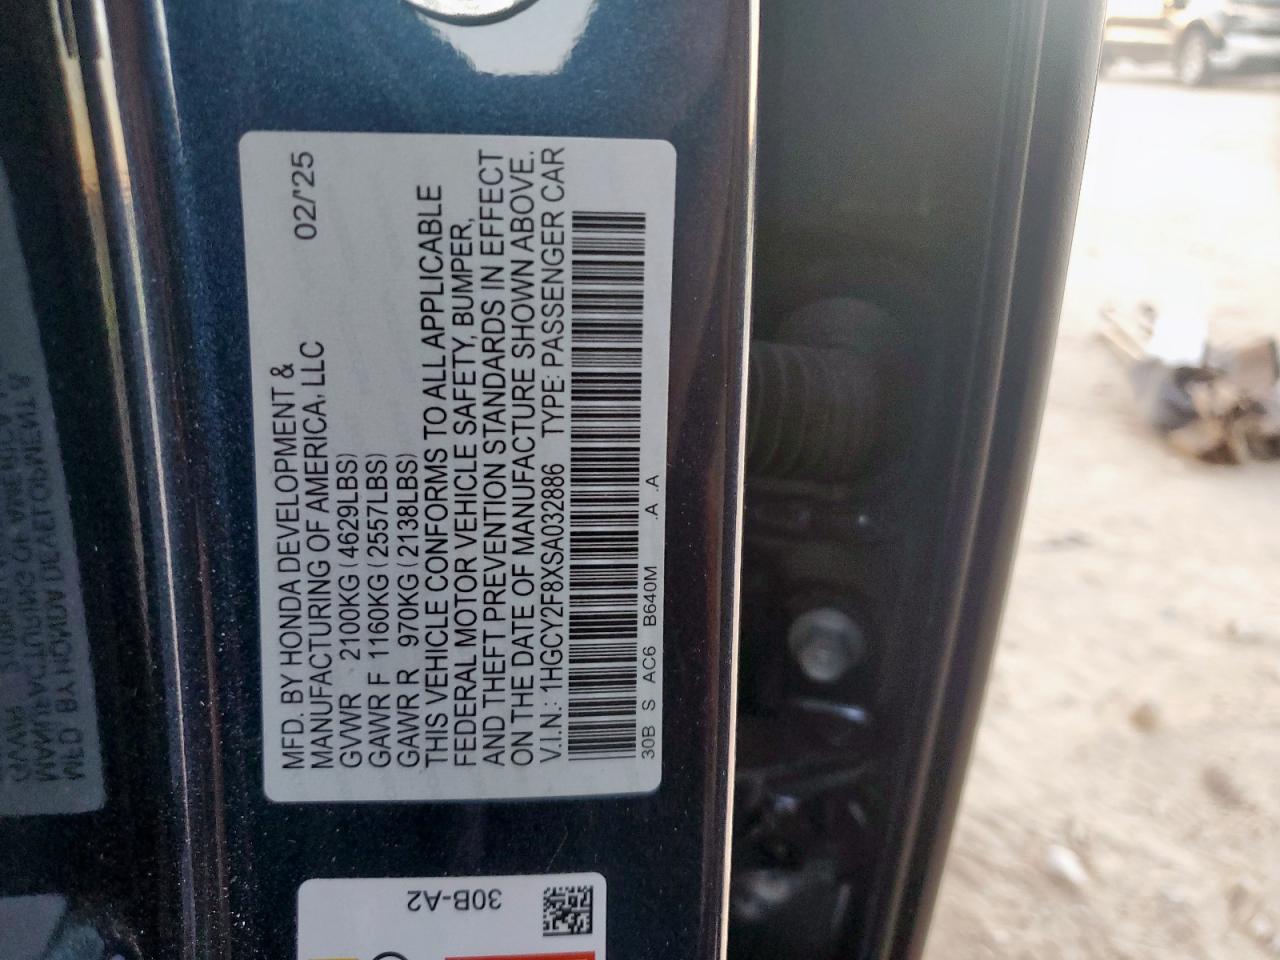 MFD. BY HONDA DEVELOPMENT &
MANUFACTURING OF AMERICA, LLC 02/'25
GVWR 2100KG (4629LBS)
GAWR F 1160KG (2557LBS)
GAWR R 970KG (2138LBS)
THIS VEHICLE CONFORMS TO ALL APPLICABLE
FEDERAL MOTOR VEHICLE SAFETY, BUMPER,
AND THEFT PREVENTION STANDARDS IN EFFECT
ON THE DATE OF MANUFACTURE SHOWN ABOVE.
V.I.N.: 1HGCY2F8XSA032886 TYPE: PASSENGER CAR
30B S AC6 B640M .A .A
30B-A2